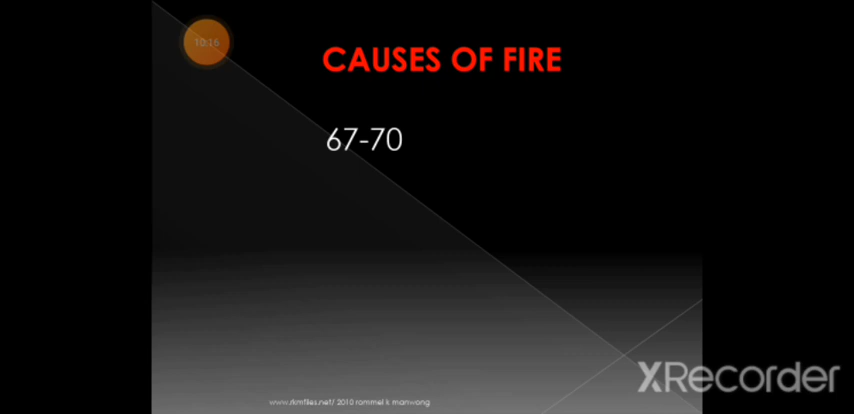 10:16
CAUSES OF FIRE
67-70
www.rkmfiles.net/ 2010 rommel k manwong
XRecorder